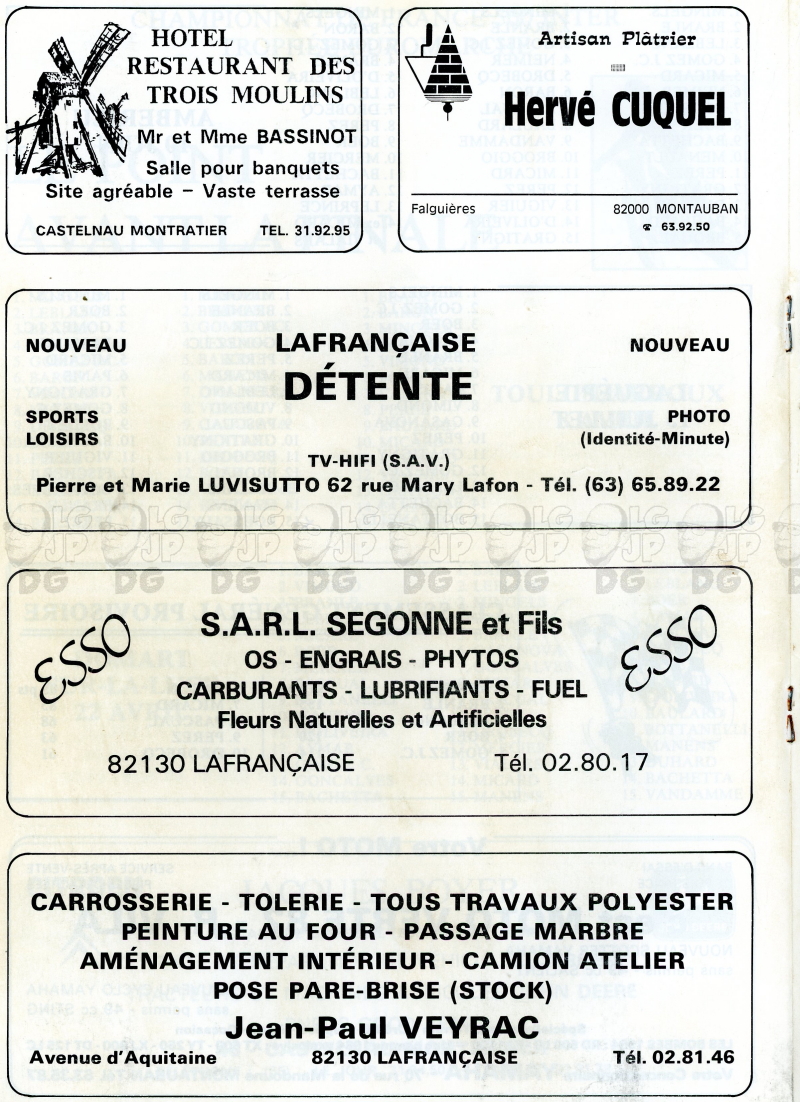 HOTEL
RESTAURANT DES
TROIS MOULINS
Mr et Mme BASSINOT
Salle pour banquets
Site agréable – Vaste terrasse
CASTELNAU MONTRATIER TEL. 31.92.95
Artisan Plâtrier
Hervé CUQUEL
Falguières 82000 MONTAUBAN
☎ 63.92.50
NOUVEAU LAFRANÇAISE NOUVEAU
DÉTENTE
SPORTS PHOTO
LOISIRS (Identité-Minute)
TV-HIFI (S.A.V.)
Pierre et Marie LUVISUTTO 62 rue Mary Lafon - Tél. (63) 65.89.22
LG JP DG
ESSO S.A.R.L. SEGONNE et Fils ESSO
OS - ENGRAIS - PHYTOS
CARBURANTS - LUBRIFIANTS - FUEL
Fleurs Naturelles et Artificielles
82130 LAFRANÇAISE Tél. 02.80.17
CARROSSERIE - TOLERIE - TOUS TRAVAUX POLYESTER
PEINTURE AU FOUR - PASSAGE MARBRE
AMÉNAGEMENT INTÉRIEUR - CAMION ATELIER
POSE PARE-BRISE (STOCK)
Jean-Paul VEYRAC
Avenue d'Aquitaine 82130 LAFRANÇAISE Tél. 02.81.46